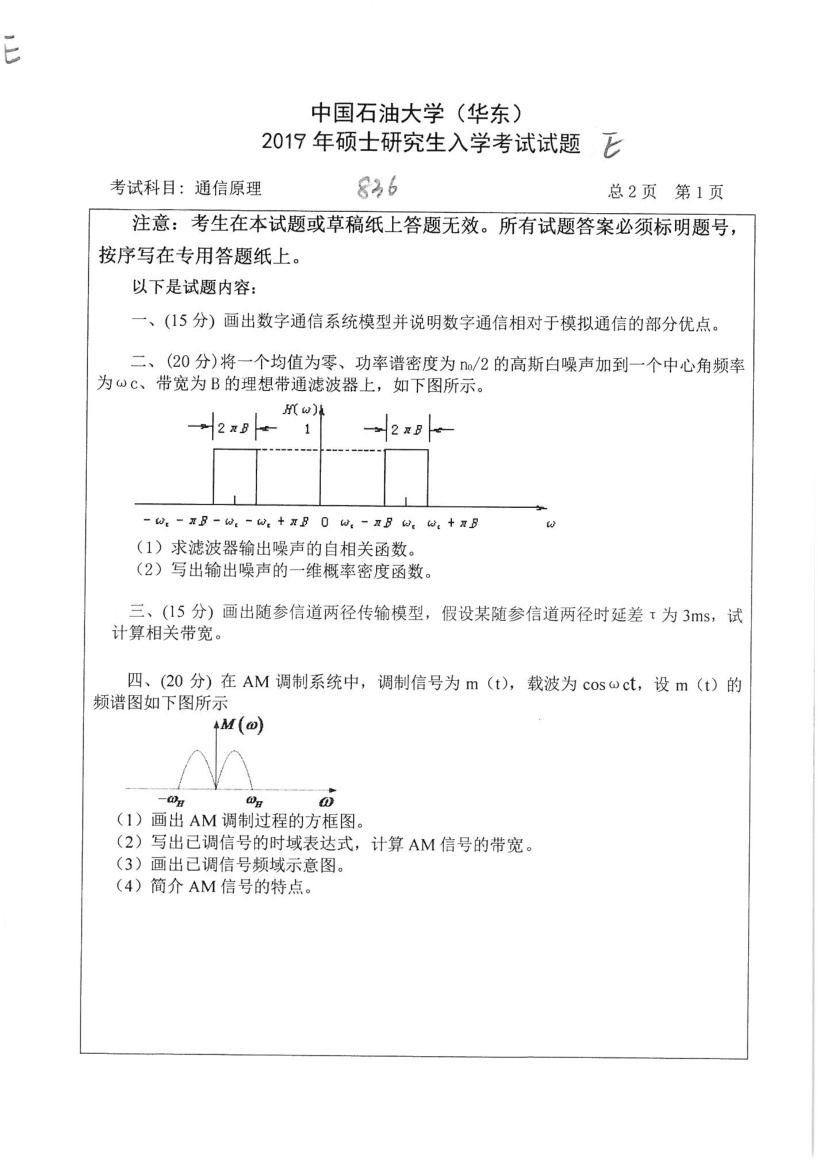 E
中国石油大学（华东）
2017 年硕士研究生入学考试试题 E
考试科目：通信原理 836 总 2 页 第 1 页
注意：考生在本试题或草稿纸上答题无效。所有试题答案必须标明题号，
按序写在专用答题纸上。
以下是试题内容：
一、(15 分) 画出数字通信系统模型并说明数字通信相对于模拟通信的部分优点。
二、(20 分)将一个均值为零、功率谱密度为 n₀/2 的高斯白噪声加到一个中心角频率
为ωc、带宽为 B 的理想带通滤波器上，如下图所示。
H(ω)
2πB 1 2πB
-ωc-πB -ωc -ωc+πB 0 ωc-πB ωc ωc+πB ω
（1）求滤波器输出噪声的自相关函数。
（2）写出输出噪声的一维概率密度函数。
三、(15 分) 画出随参信道两径传输模型，假设某随参信道两径时延差 τ 为 3ms，试
计算相关带宽。
四、(20 分) 在 AM 调制系统中，调制信号为 m（t），载波为 cosωct，设 m（t）的
频谱图如下图所示
M(ω)
-ωH ωH ω
（1）画出 AM 调制过程的方框图。
（2）写出已调信号的时域表达式，计算 AM 信号的带宽。
（3）画出已调信号频域示意图。
（4）简介 AM 信号的特点。